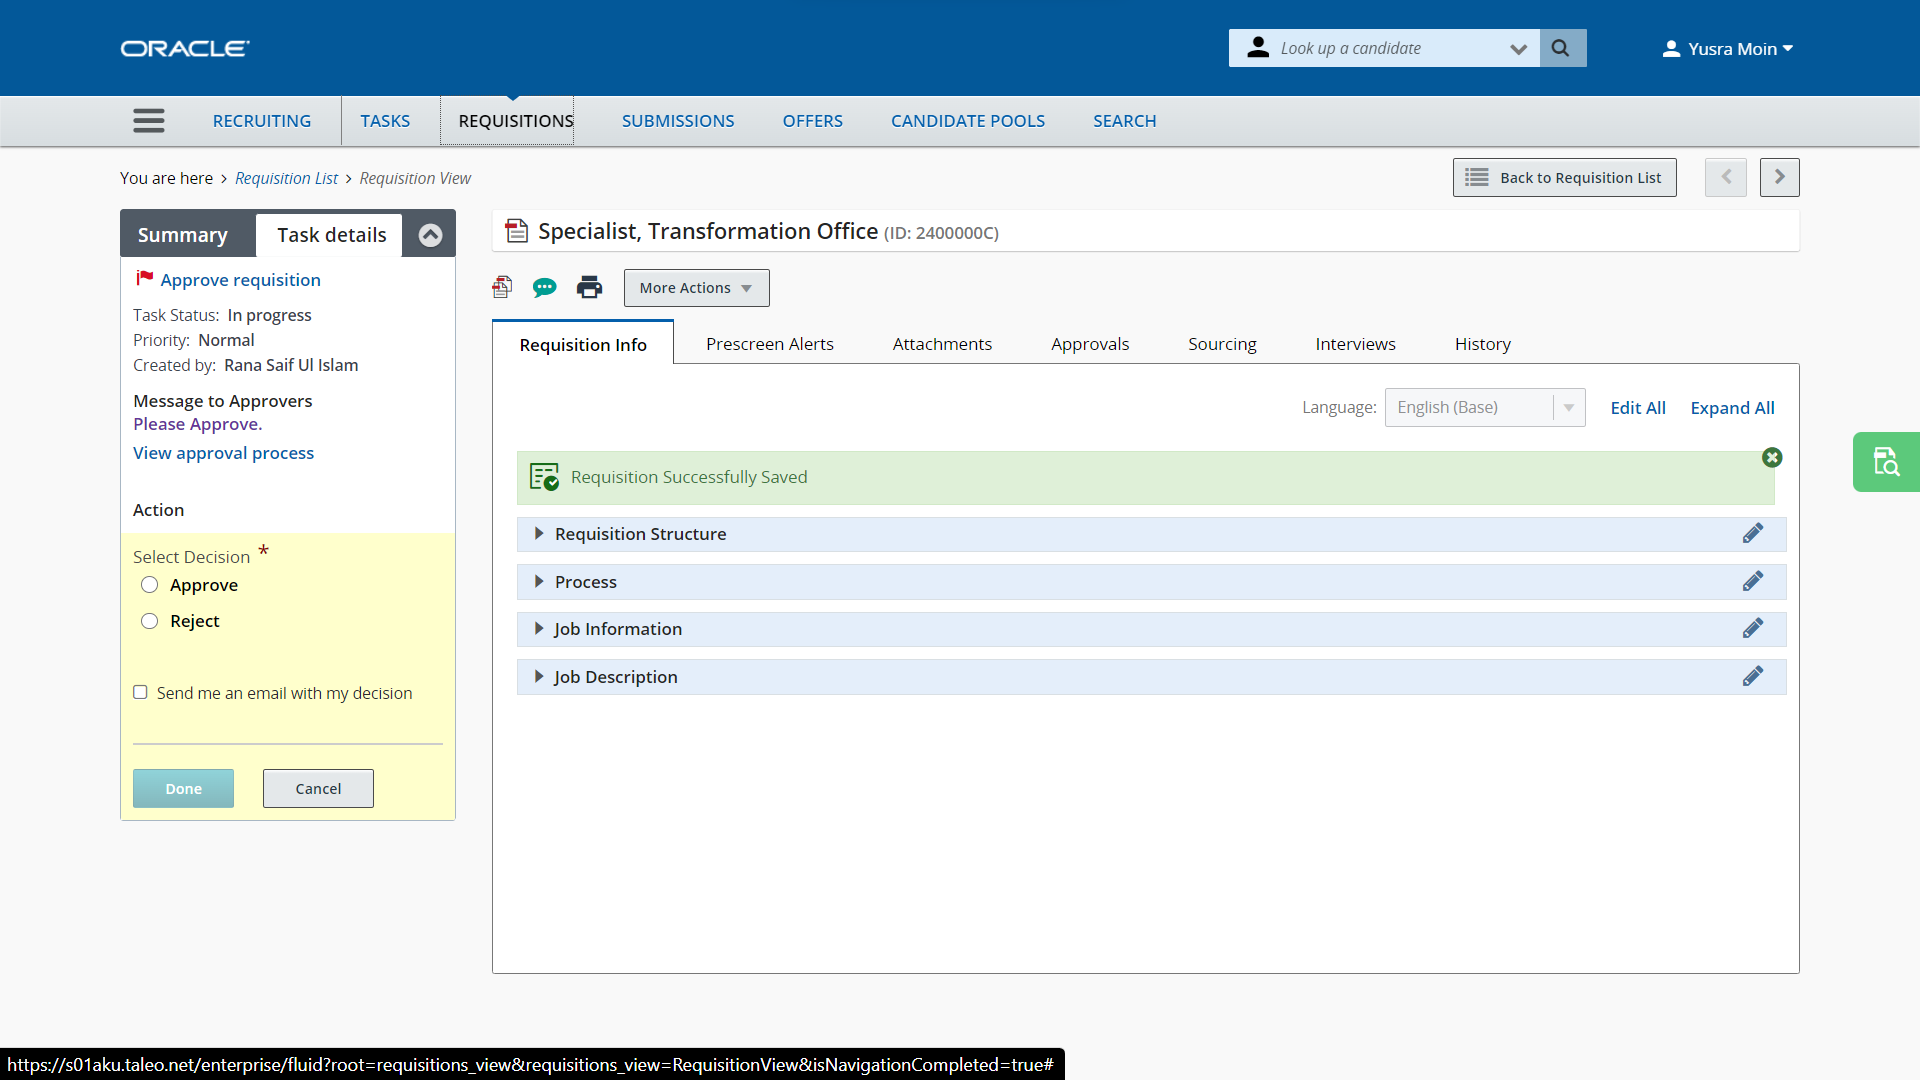 ORACLE
Look up a candidate
Yusra Moin
RECRUITING
TASKS
REQUISITIONS
SUBMISSIONS
OFFERS
CANDIDATE POOLS
SEARCH
You are here > Requisition List > Requisition View
Back to Requisition List
Summary
Task details
Approve requisition
Task Status: In progress
Priority: Normal
Created by: Rana Saif Ul Islam
Message to Approvers
Please Approve.
View approval process
Action
Select Decision *
Approve
Reject
Send me an email with my decision
Done
Cancel
Specialist, Transformation Office (ID: 2400000C)
More Actions
Requisition Info
Prescreen Alerts
Attachments
Approvals
Sourcing
Interviews
History
Language: English (Base)
Edit All
Expand All
Requisition Successfully Saved
Requisition Structure
Process
Job Information
Job Description
https://s01aku.taleo.net/enterprise/fluid?root=requisitions_view&requisitions_view=RequisitionView&isNavigationCompleted=true#